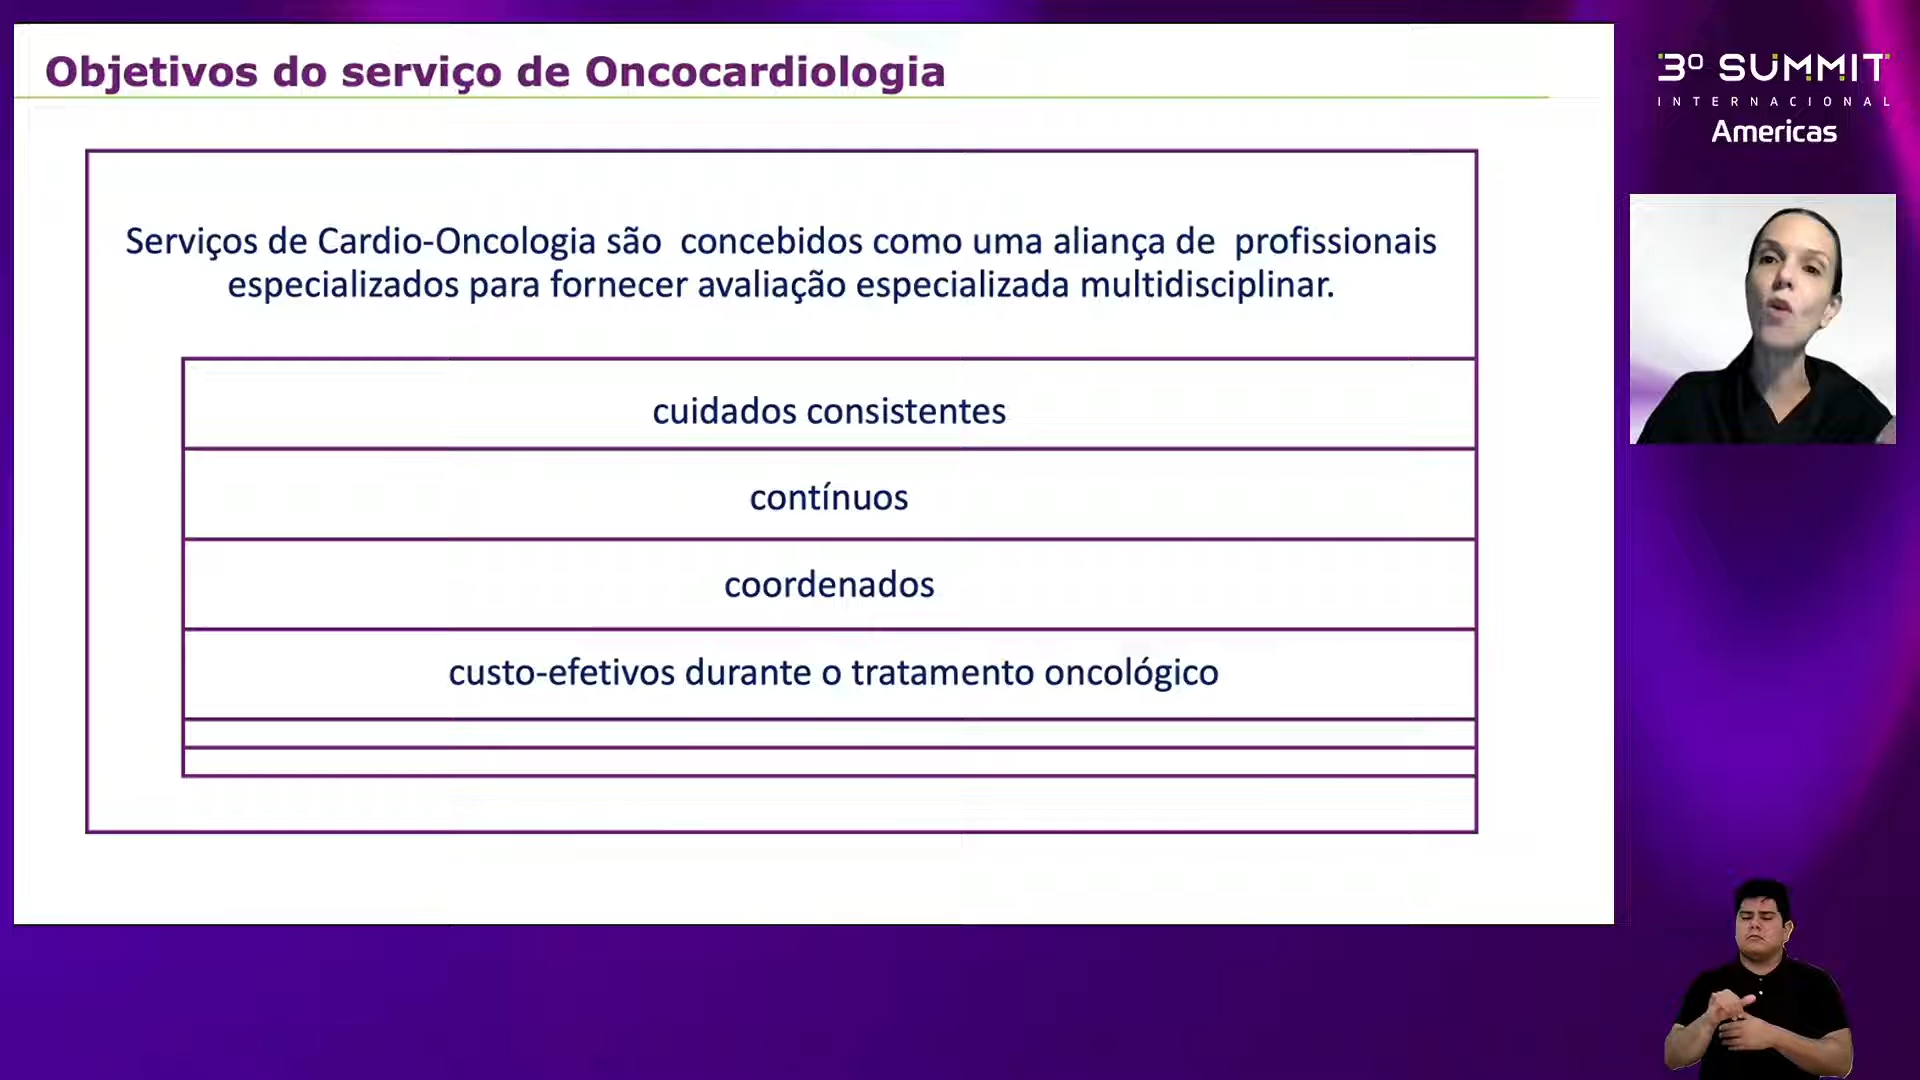 Objetivos do serviço de Oncocardiologia
Serviços de Cardio-Oncologia são concebidos como uma aliança de profissionais
especializados para fornecer avaliação especializada multidisciplinar.
cuidados consistentes
contínuos
coordenados
custo-efetivos durante o tratamento oncológico
3º SUMMIT
INTERNACIONAL
Americas